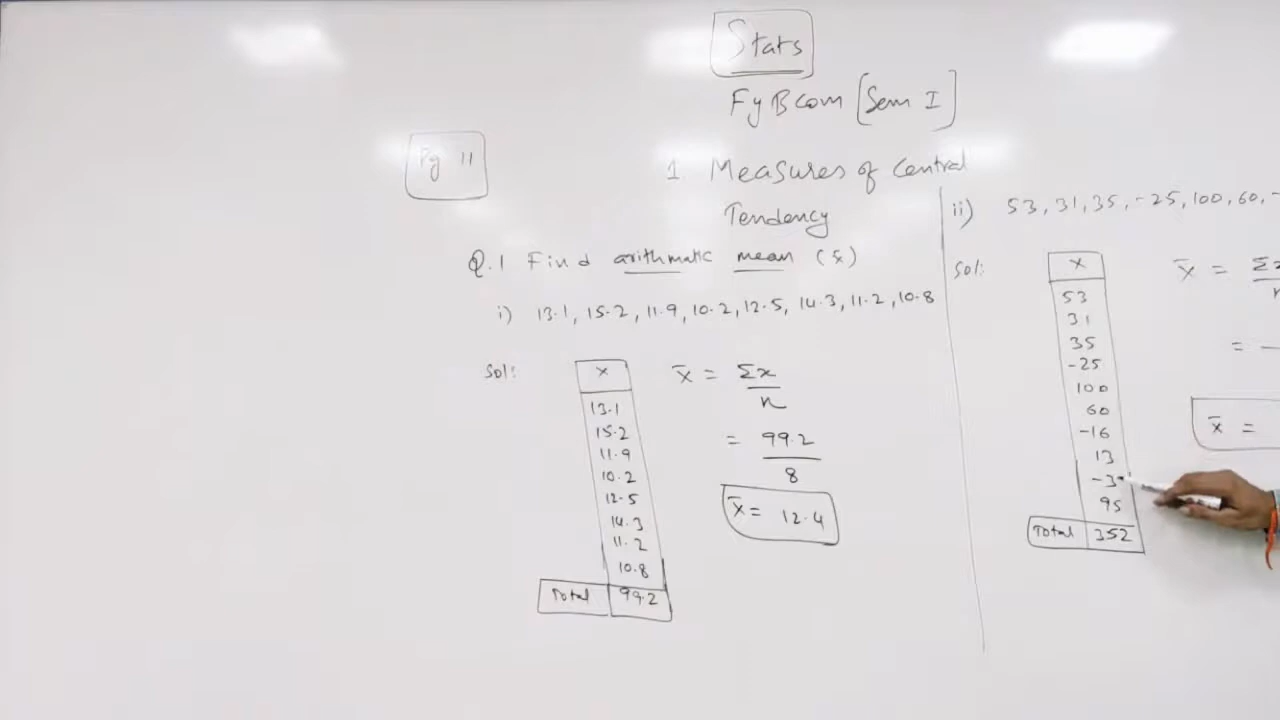 Stats
FyBcom [Sem I]
Pg 11
1 Measures of Central
Tendency
Q.1 Find arithmatic mean (x̄)
i) 13.1, 15.2, 11.9, 10.2, 12.5, 14.3, 11.2, 10.8
Sol:
x
13.1
15.2
11.9
10.2
12.5
14.3
11.2
10.8
Total 99.2
x̄ = Σx
n
= 99.2
8
x̄ = 12.4
ii) 53, 31, 35, -25, 100, 60,
Sol:
x
53
31
35
-25
100
60
-16
13
95
Total 352
x̄ =
=
x̄ =